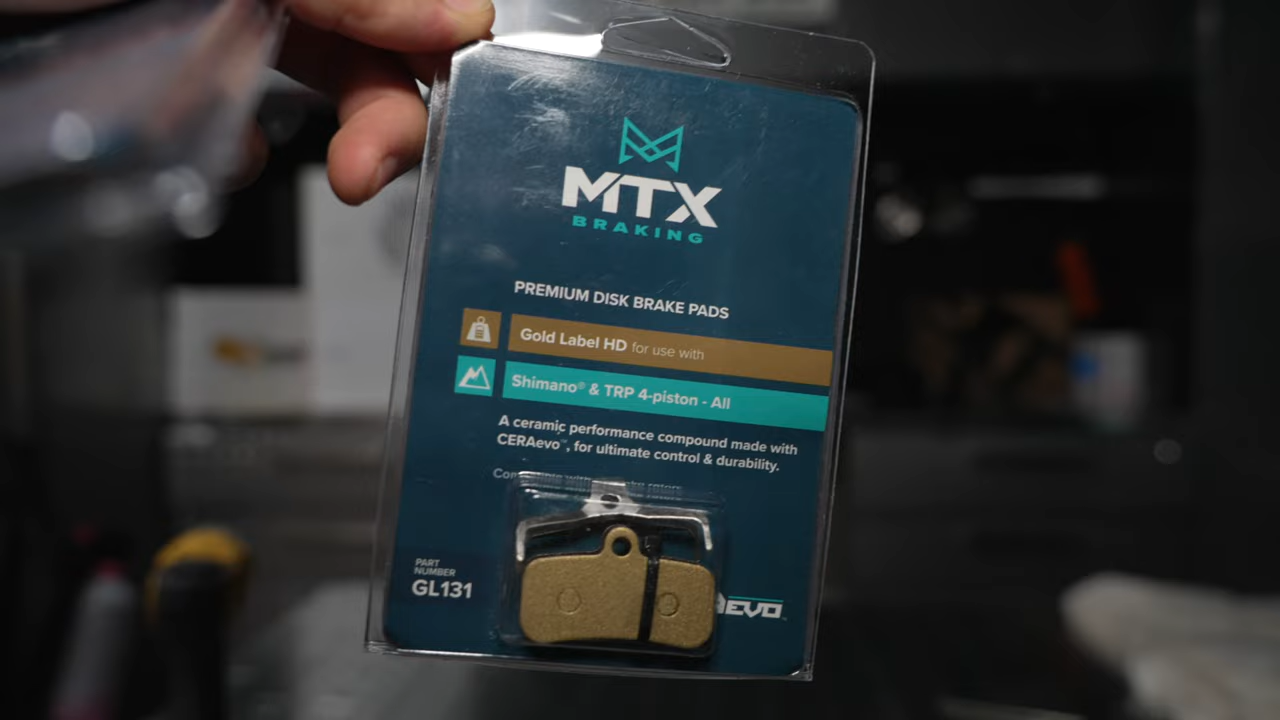 MTX
BRAKING
PREMIUM DISK BRAKE PADS
Gold Label HD for use with
Shimano® & TRP 4-piston - All
A ceramic performance compound made with
CERAevo™, for ultimate control & durability.
PART
NUMBER
GL131
EVO™